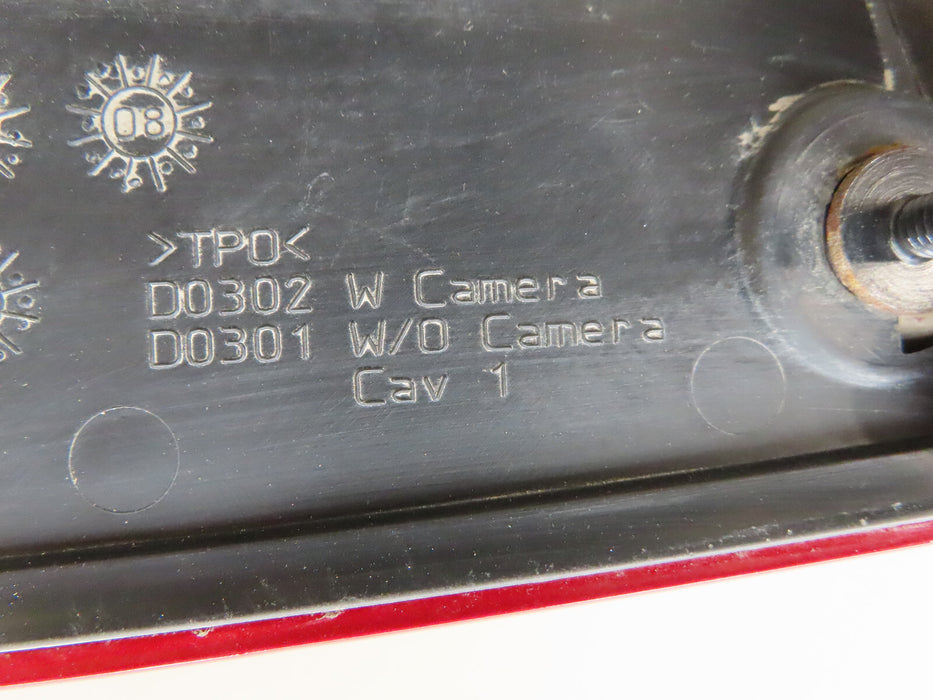 08
>TPO<
D0302 W Camera
D0301 W/O Camera
Cav 1